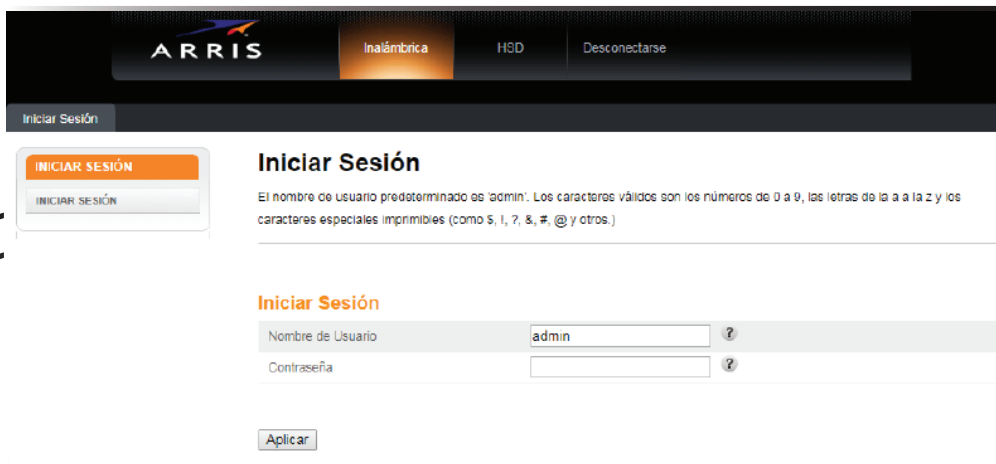 ARRIS
Inalámbrica
HSD
Desconectarse
Iniciar Sesión
INICIAR SESIÓN
INICIAR SESIÓN
Iniciar Sesión
El nombre de usuario predeterminado es 'admin'. Los caracteres válidos son los números de 0 a 9, las letras de la a a la z y los
caracteres especiales imprimibles (como $, !, ?, &, #, @ y otros.)
Iniciar Sesión
Nombre de Usuario admin ?
Contraseña ?
Aplicar